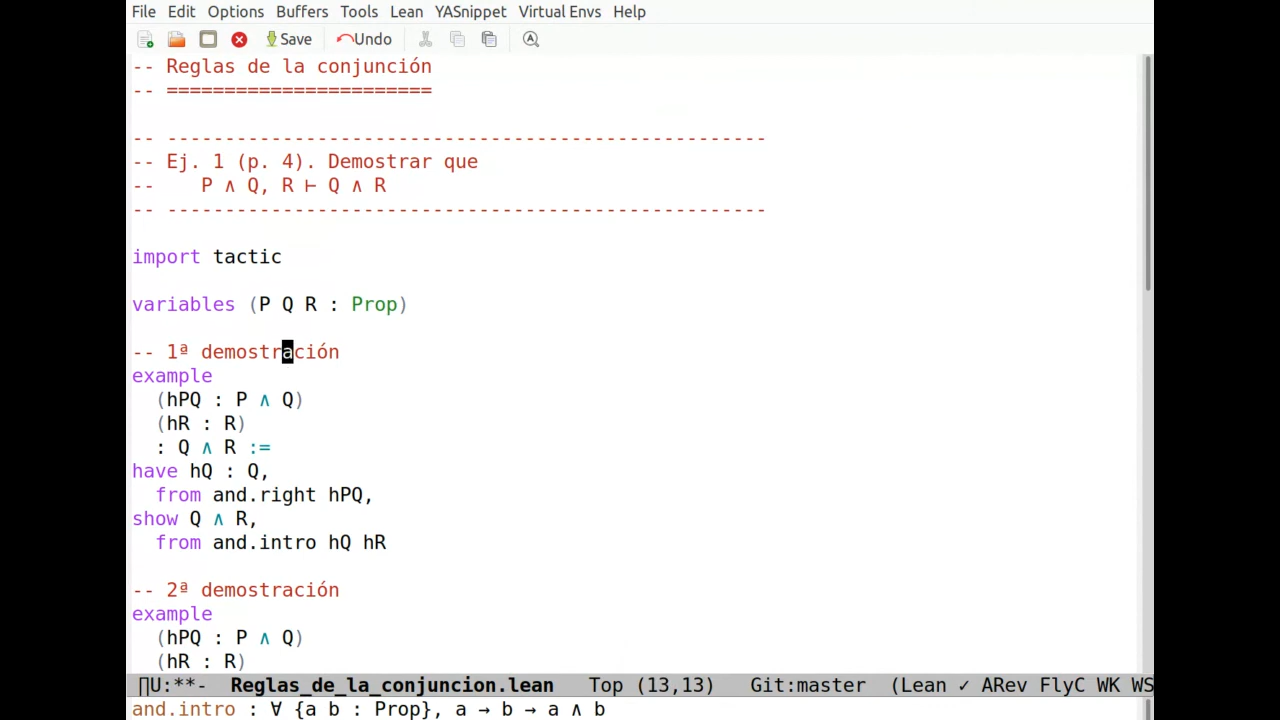 File Edit Options Buffers Tools Lean YASnippet Virtual Envs Help
Save Undo
-- Reglas de la conjunción
-- =======================
-- ----------------------------------------------------
-- Ej. 1 (p. 4). Demostrar que
--    P ∧ Q, R ⊢ Q ∧ R
-- ----------------------------------------------------
import tactic
variables (P Q R : Prop)
-- 1ª demostración
example
  (hPQ : P ∧ Q)
  (hR : R)
  : Q ∧ R :=
have hQ : Q,
  from and.right hPQ,
show Q ∧ R,
  from and.intro hQ hR
-- 2ª demostración
example
  (hPQ : P ∧ Q)
  (hR : R)
∏U:**-  Reglas_de_la_conjuncion.lean   Top (13,13)   Git:master  (Lean ✓ ARev FlyC WK WS
and.intro : ∀ {a b : Prop}, a → b → a ∧ b